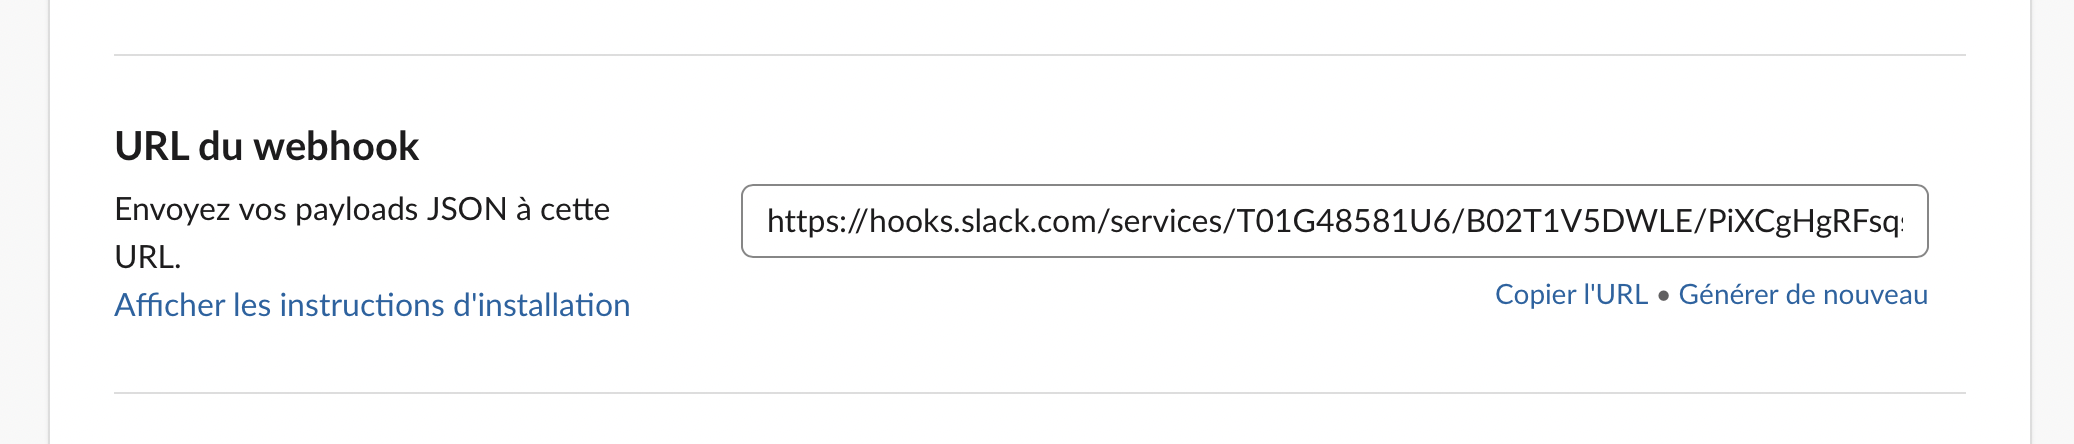 URL du webhook
Envoyez vos payloads JSON à cette
URL.
Afficher les instructions d'installation
https://hooks.slack.com/services/T01G48581U6/B02T1V5DWLE/PiXCgHgRFsq
Copier l'URL • Générer de nouveau